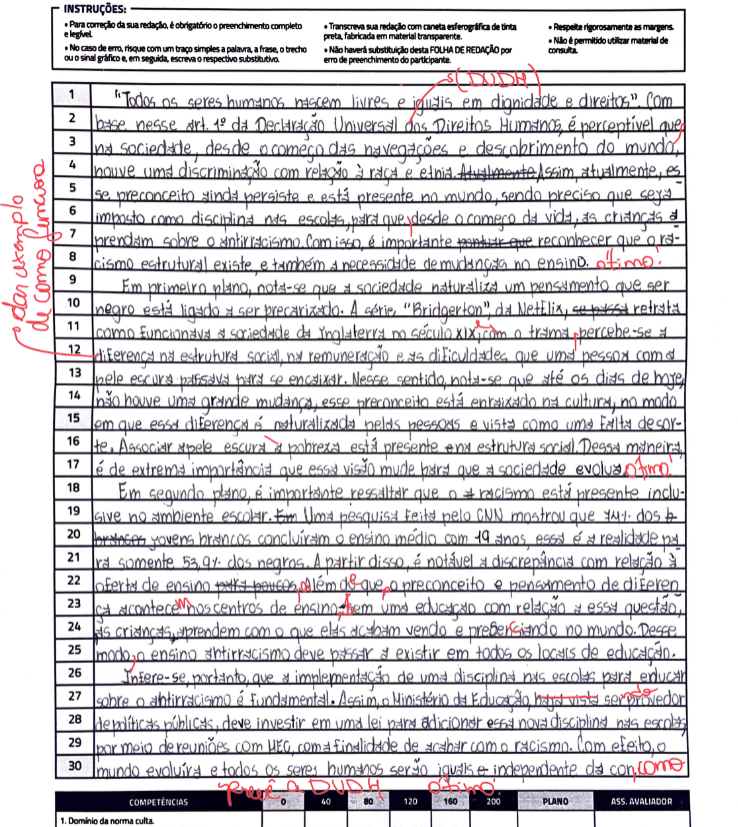 INSTRUÇÕES:
• Para correção da sua redação, é obrigatório o preenchimento completo e legível.
• No caso de erro, risque com um traço simples a palavra, a frase, o trecho ou o sinal gráfico e, em seguida, escreva o respectivo substitutivo.
• Transcreva sua redação com caneta esferográfica de tinta preta, fabricada em material transparente.
• Não haverá substituição desta FOLHA DE REDAÇÃO por erro de preenchimento do participante.
• Respeite rigorosamente as margens.
• Não é permitido utilizar material de consulta.
(DUDH)
1 "Todos os seres humanos nascem livres e iguais em dignidade e direitos". Com
2 base nesse art. 1º da Declaração Universal dos Direitos Humanos, é perceptível que
3 na sociedade, desde o começo das navegações e descobrimento do mundo,
4 houve uma discriminação com relação à raça e etnia. Atualmente Assim, atualmente, es
5 se preconceito ainda persiste e está presente no mundo, sendo preciso que seja
6 imposto como disciplina nas escolas, para que, desde o começo da vida, as crianças a
7 prendam sobre o antirracismo. Com isso, é importante pontuar que reconhecer que o ra-
8 cismo estrutural existe, e também a necessidade de mudanças no ensino. ótimo!
9 Em primeiro plano, nota-se que a sociedade naturaliza um pensamento que ser
10 negro está ligado a ser precarizado. A série, "Bridgerton", da Netflix, se passa retrata
11 como funcionava a sociedade da Inglaterra no século XIX, e com a trama, percebe-se a
dar exemplo de como funciona
12 diferença na estrutura social, na remuneração e as dificuldades que uma pessoa com a
13 pele escura passava para se encaixar. Nesse sentido, nota-se que até os dias de hoje,
14 não houve uma grande mudança, esse preconceito está enraizado na cultura, no modo
15 em que essa diferença é naturalizada pelas pessoas e vista como uma falta de sor-
16 te. Associar a pele escura a pobreza está presente ena estrutura social. Dessa maneira,
17 é de extrema importância que essa visão mude para que a sociedade evolua. ótimo!
18 Em segundo plano, é importante ressaltar que o a racismo está presente inclu-
19 sive no ambiente escolar. Em Uma pesquisa feita pelo CNN mostrou que 74% dos b
20 brancos jovens brancos concluíram o ensino médio com 19 anos, essa é a realidade pa
21 ra somente 53,9% dos negros. A partir disso, é notável a discrepância com relação à
22 oferta de ensino para poucos, além de que, o preconceito e pensamento de diferen
23 ça acontecem nos centros de ensino, sem uma educação com relação a essa questão,
24 as crianças, aprendem com o que elas acabam vendo e presenciando no mundo. Desse
25 modo, o ensino antirracismo deve passar a existir em todos os locais de educação.
26 Infere-se, portanto, que a implementação de uma disciplina nas escolas para educar
27 sobre o antirracismo é fundamental. Assim, o Ministério da Educação, haja vista ser provedor
28 de políticas públicas, deve investir em uma lei para adicionar essa nova disciplina nas escolas,
29 por meio de reuniões com MEC, com a finalidade de acabar com o racismo. Com efeito, o
30 mundo evoluirá e todos os seres humanos serão iguais e independente da cor, como
prevê a DUDH ótimo!
COMPETÊNCIAS 0 40 80 120 160 200 PLANO ASS. AVALIADOR
1. Domínio da norma culta.